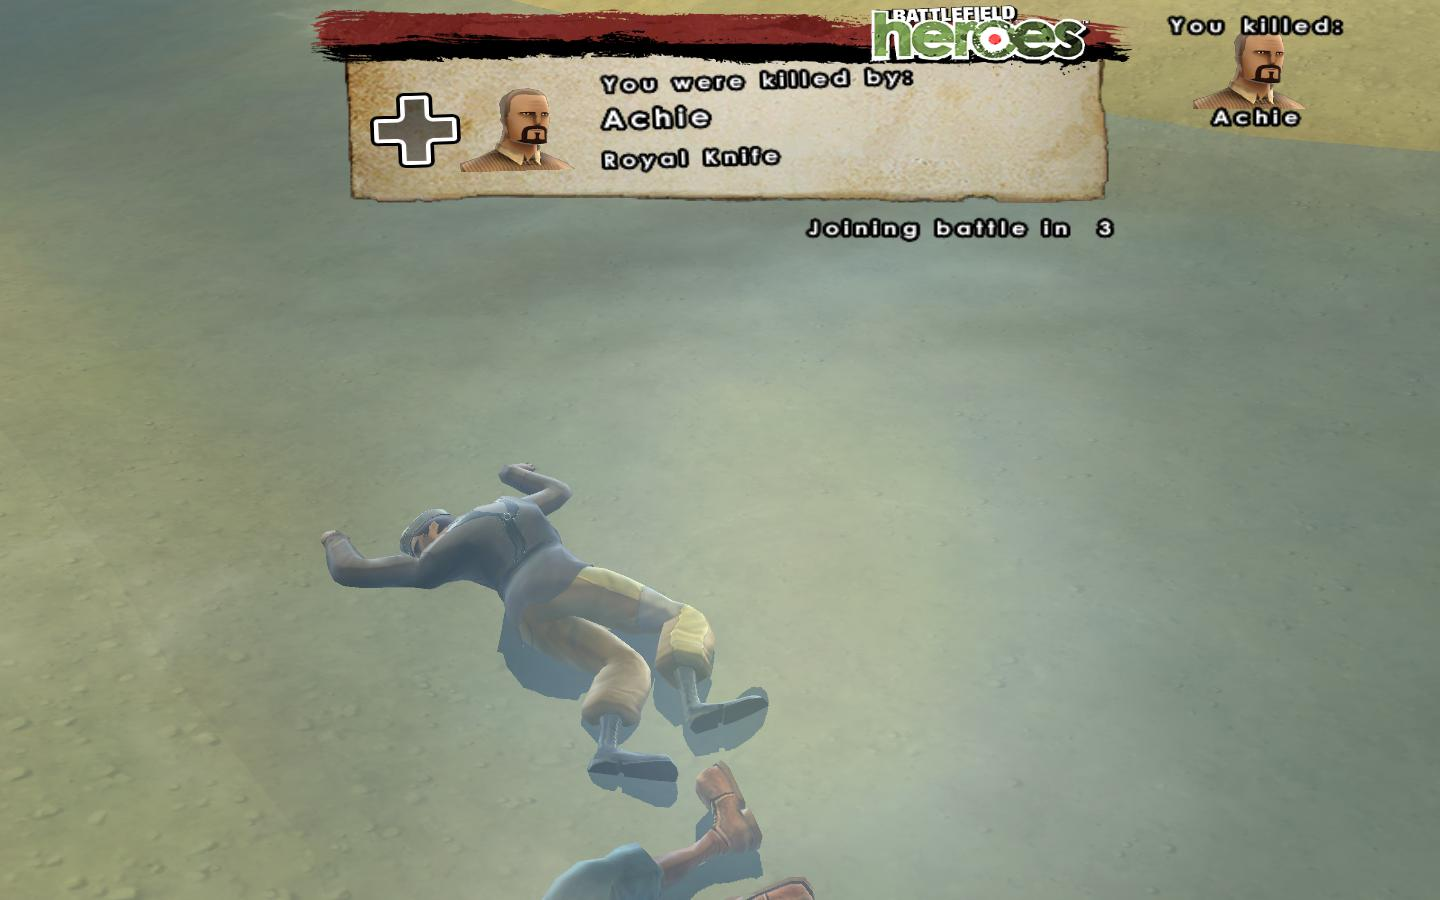 BATTLEFIELD
heroes
You killed:
Achie
You were killed by:
Achie
Royal Knife
Joining battle in 3